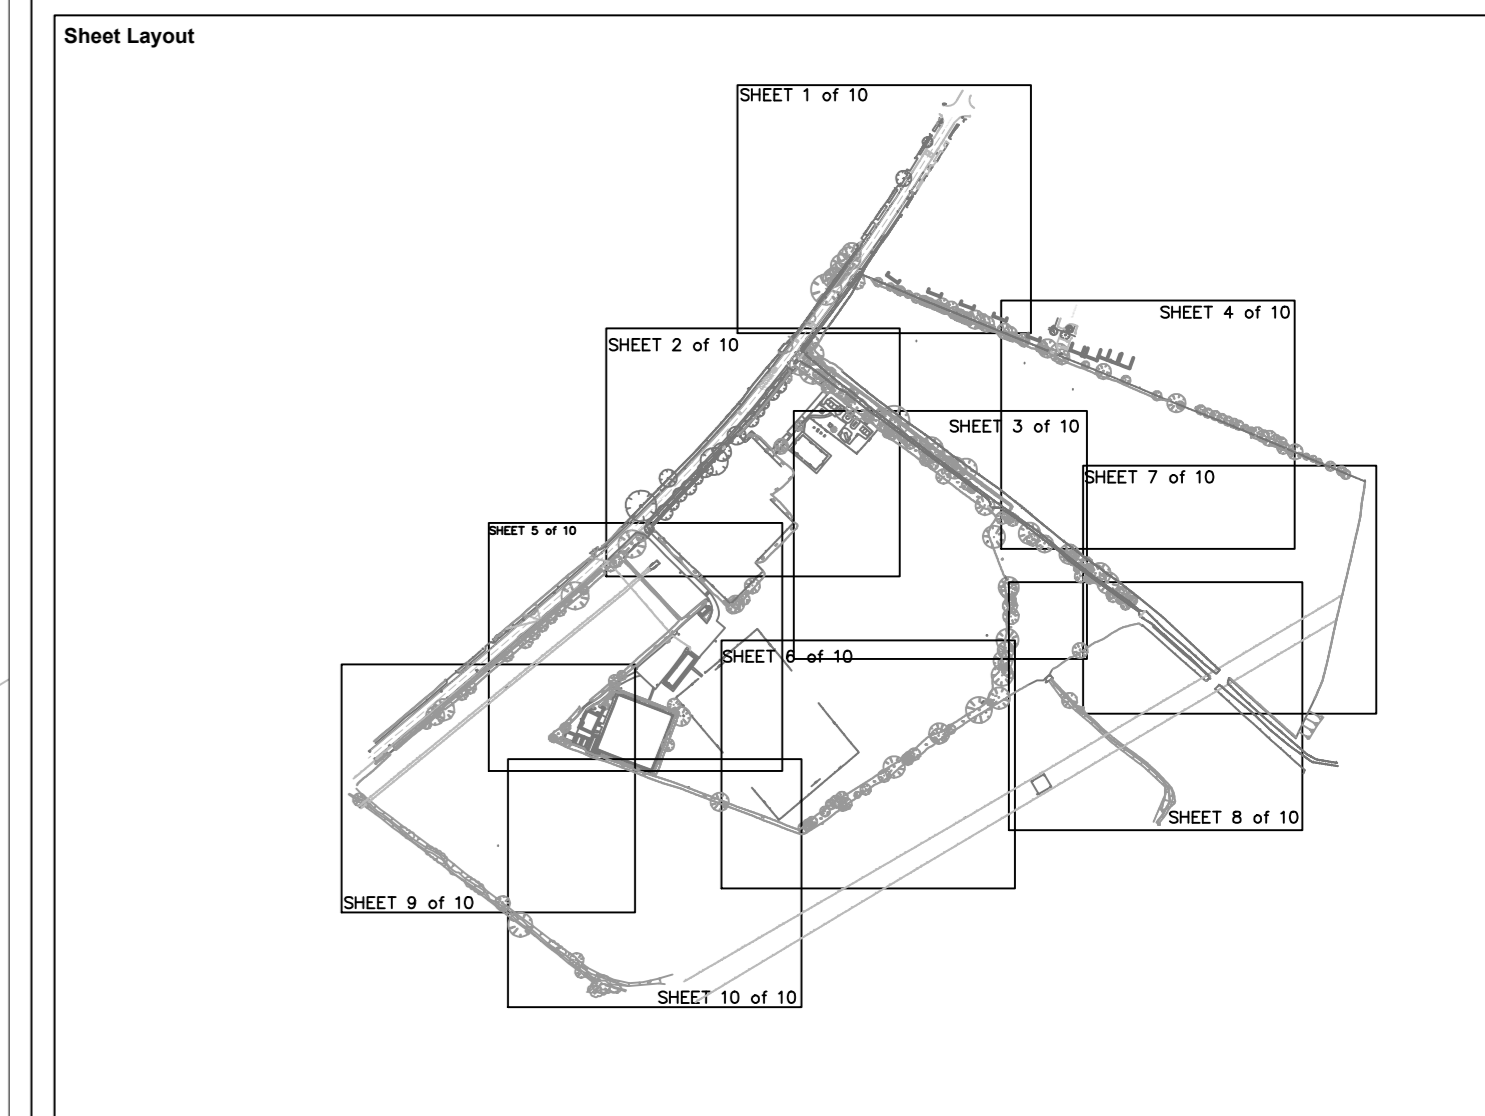 Sheet Layout
SHEET 1 of 10
SHEET 4 of 10
SHEET 2 of 10
SHEET 3 of 10
SHEET 7 of 10
SHEET 5 of 10
SHEET 6 of 10
SHEET 8 of 10
SHEET 9 of 10
SHEET 10 of 10